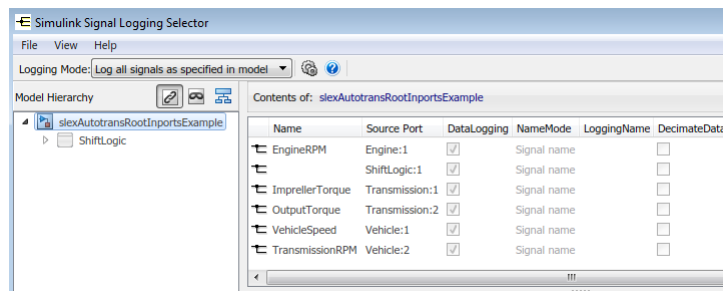 Simulink Signal Logging Selector
File View Help
Logging Mode: Log all signals as specified in model
Model Hierarchy
Contents of: slexAutotransRootInportsExample
slexAutotransRootInportsExample
ShiftLogic
Name Source Port DataLogging NameMode LoggingName DecimateData
EngineRPM Engine:1 Signal name
ShiftLogic:1 Signal name
ImprellerTorque Transmission:1 Signal name
OutputTorque Transmission:2 Signal name
VehicleSpeed Vehicle:1 Signal name
TransmissionRPM Vehicle:2 Signal name